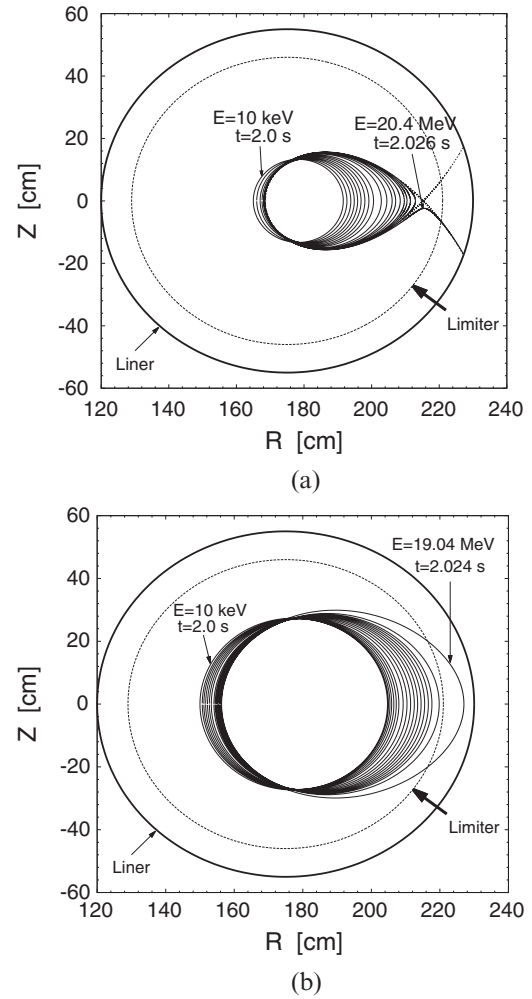 60
40
20
0
-20
-40
-60
Z [cm]
E=10 keV
t=2.0 s
E=20.4 MeV
t=2.026 s
Limiter
Liner
120 140 160 180 200 220 240
R [cm]
(a)
60
40
20
0
-20
-40
-60
Z [cm]
E=19.04 MeV
t=2.024 s
E=10 keV
t=2.0 s
Limiter
Liner
120 140 160 180 200 220 240
R [cm]
(b)